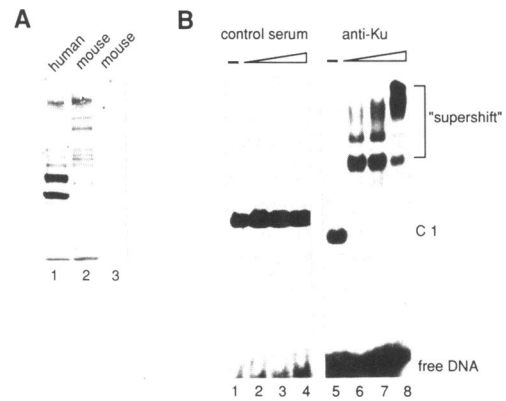 A
human
mouse
mouse
1 2 3
B
control serum
anti-Ku
"supershift"
C 1
free DNA
1 2 3 4 5 6 7 8